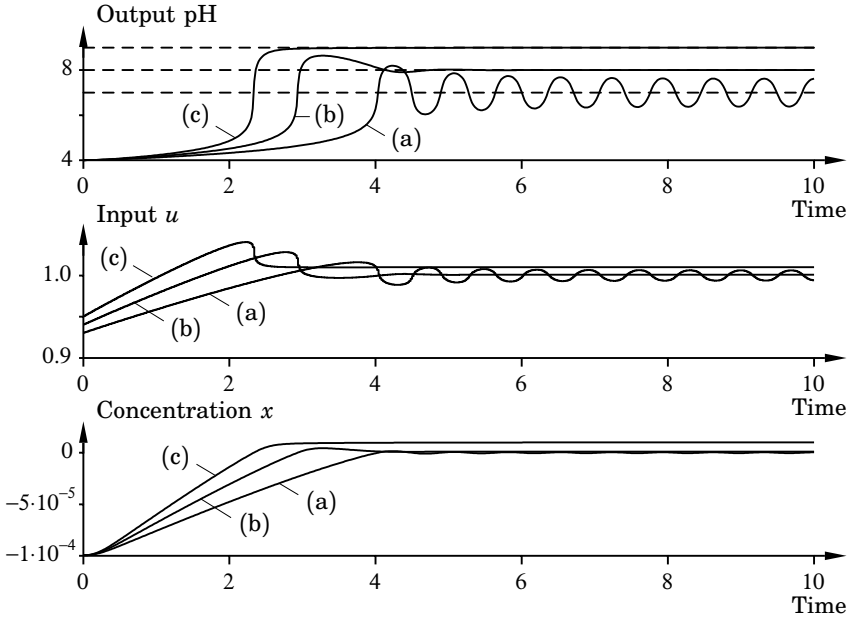 Output pH
8
(c)
(b)
(a)
4
0 2 4 6 8 10
Time
Input u
(c)
1.0
(a)
(b)
0.9
0 2 4 6 8 10
Time
Concentration x
0
(c)
−5·10⁻⁵
(a)
(b)
−1·10⁻⁴
0 2 4 6 8 10
Time